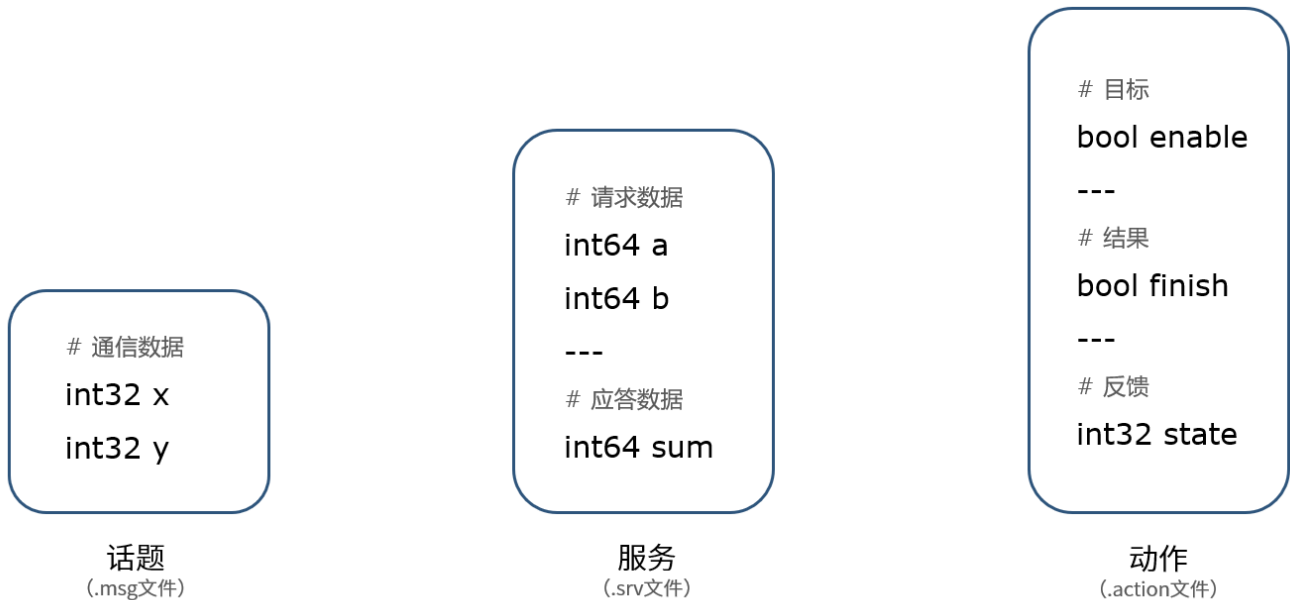 # 通信数据
int32 x
int32 y
话题
(.msg文件)
# 请求数据
int64 a
int64 b
---
# 应答数据
int64 sum
服务
(.srv文件)
# 目标
bool enable
---
# 结果
bool finish
---
# 反馈
int32 state
动作
(.action文件)